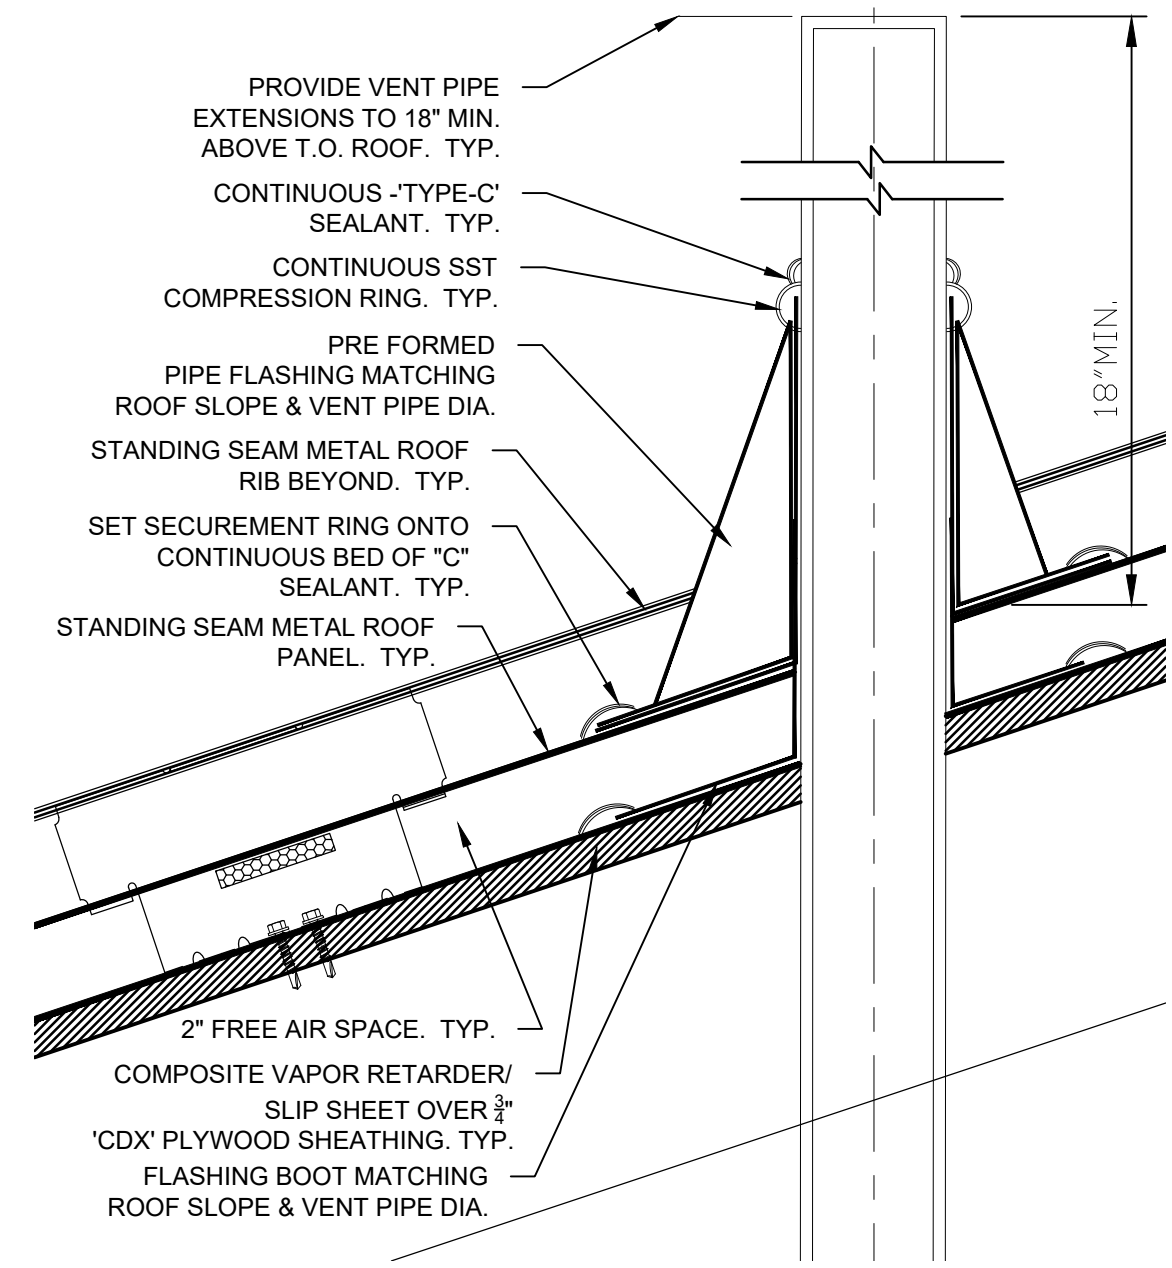 PROVIDE VENT PIPE
EXTENSIONS TO 18" MIN.
ABOVE T.O. ROOF. TYP.
CONTINUOUS -'TYPE-C'
SEALANT. TYP.
CONTINUOUS SST
COMPRESSION RING. TYP.
PRE FORMED
PIPE FLASHING MATCHING
ROOF SLOPE & VENT PIPE DIA.
STANDING SEAM METAL ROOF
RIB BEYOND. TYP.
SET SECUREMENT RING ONTO
CONTINUOUS BED OF "C"
SEALANT. TYP.
STANDING SEAM METAL ROOF
PANEL. TYP.
2" FREE AIR SPACE. TYP.
COMPOSITE VAPOR RETARDER/
SLIP SHEET OVER 3/4"
'CDX' PLYWOOD SHEATHING. TYP.
FLASHING BOOT MATCHING
ROOF SLOPE & VENT PIPE DIA.
18"MIN.